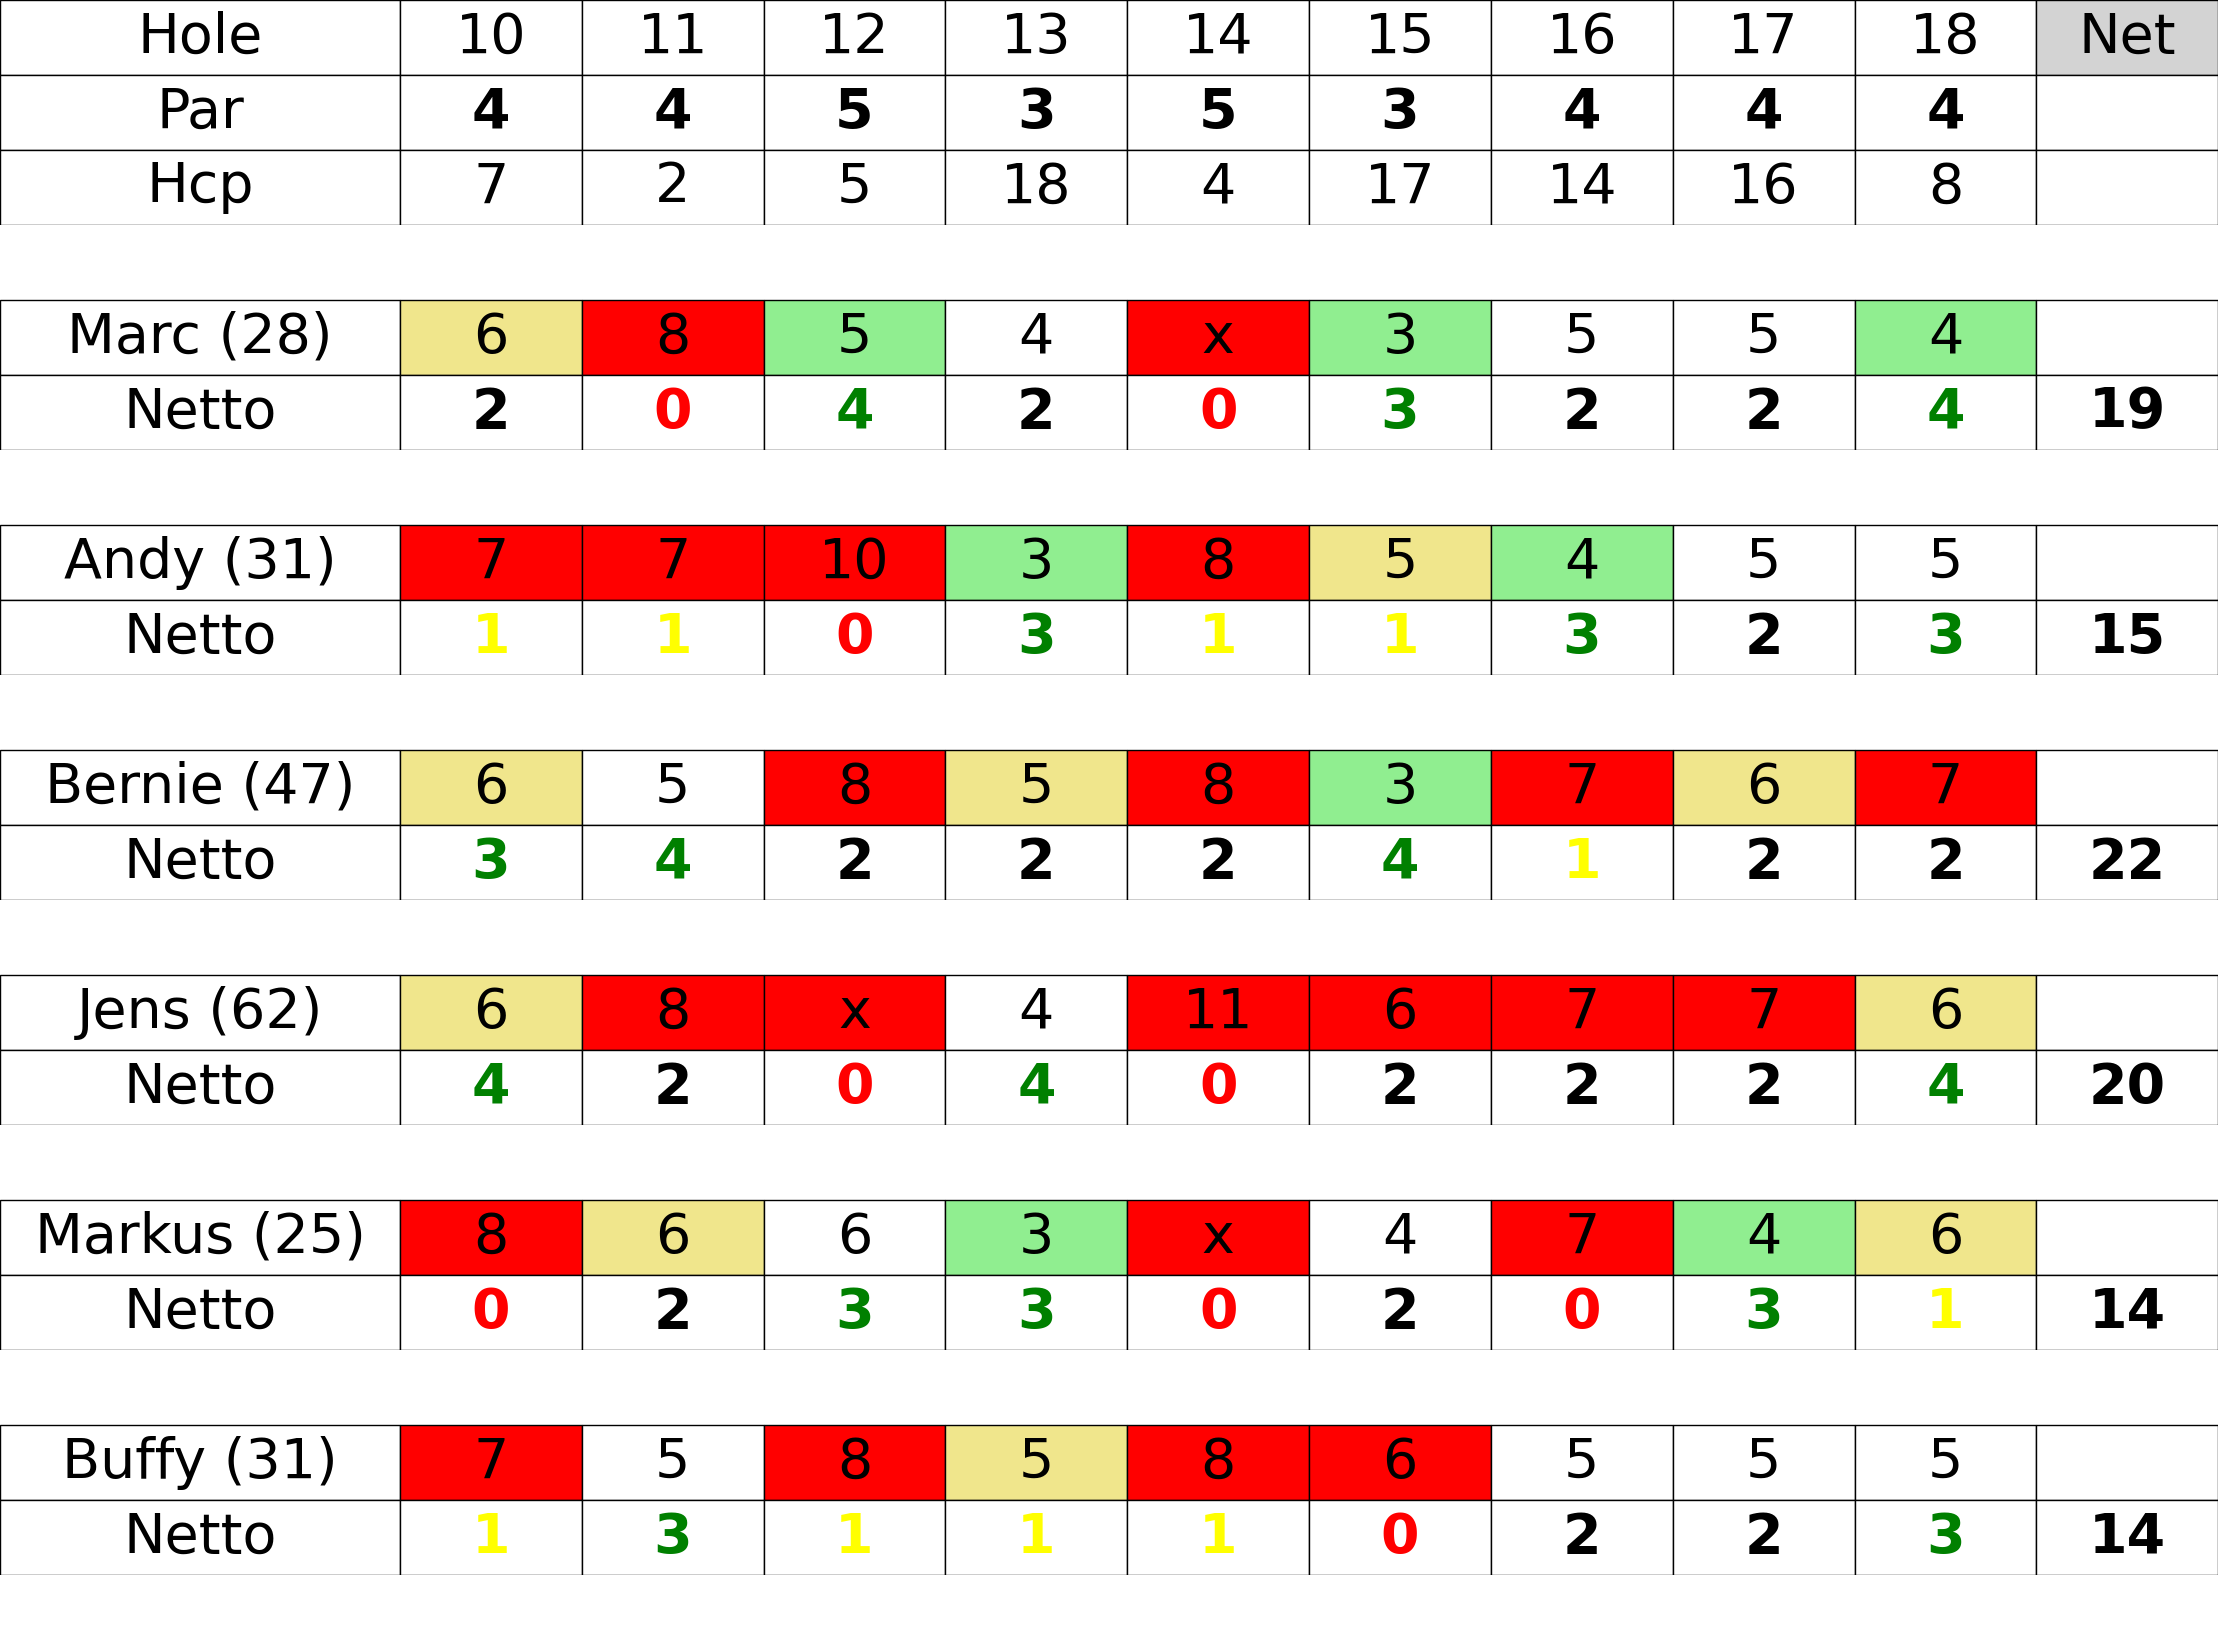 Hole 10 11 12 13 14 15 16 17 18 Net
Par 4 4 5 3 5 3 4 4 4
Hcp 7 2 5 18 4 17 14 16 8
Marc (28) 6 8 5 4 x 3 5 5 4
Netto 2 0 4 2 0 3 2 2 4 19
Andy (31) 7 7 10 3 8 5 4 5 5
Netto 1 1 0 3 1 1 3 2 3 15
Bernie (47) 6 5 8 5 8 3 7 6 7
Netto 3 4 2 2 2 4 1 2 2 22
Jens (62) 6 8 x 4 11 6 7 7 6
Netto 4 2 0 4 0 2 2 2 4 20
Markus (25) 8 6 6 3 x 4 7 4 6
Netto 0 2 3 3 0 2 0 3 1 14
Buffy (31) 7 5 8 5 8 6 5 5 5
Netto 1 3 1 1 1 0 2 2 3 14